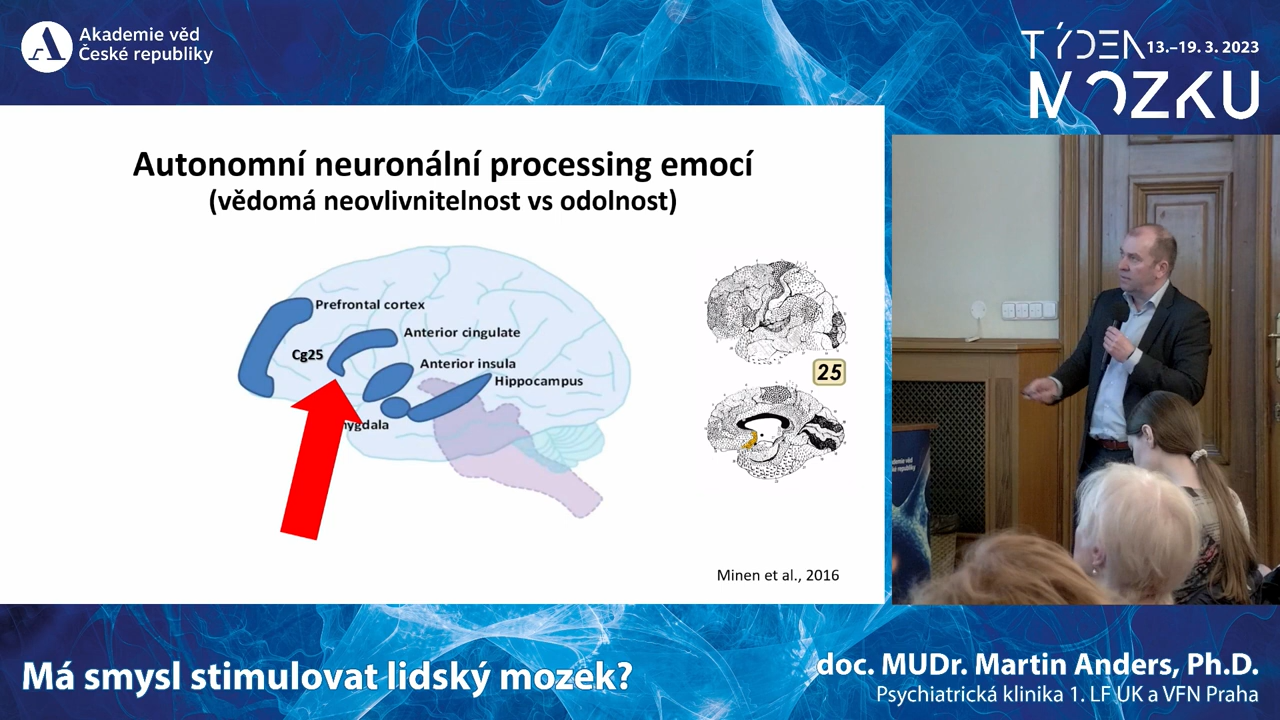 Akademie věd
České republiky
TÝDEN 13.–19. 3. 2023
MOZKU
Autonomní neuronální processing emocí
(vědomá neovlivnitelnost vs odolnost)
Prefrontal cortex
Anterior cingulate
Cg25
Anterior insula
Hippocampus
ygdala
25
Minen et al., 2016
Má smysl stimulovat lidský mozek?
doc. MUDr. Martin Anders, Ph.D.
Psychiatrická klinika 1. LF UK a VFN Praha